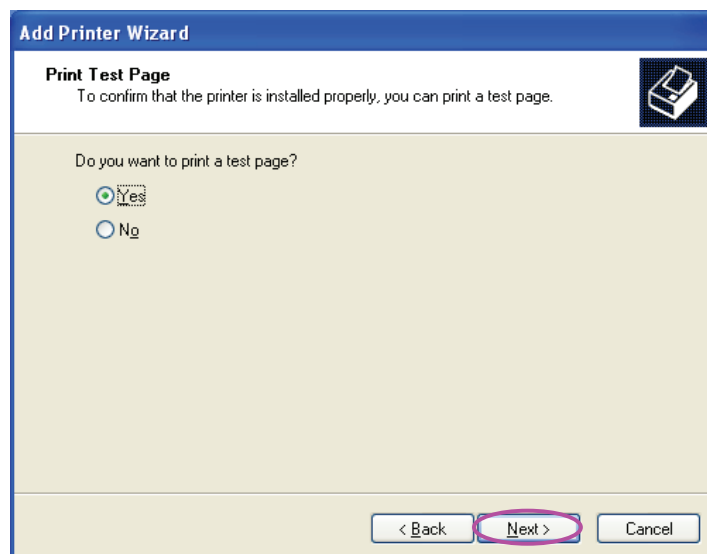 Add Printer Wizard
Print Test Page
To confirm that the printer is installed properly, you can print a test page.
Do you want to print a test page?
Yes
No
< Back Next > Cancel